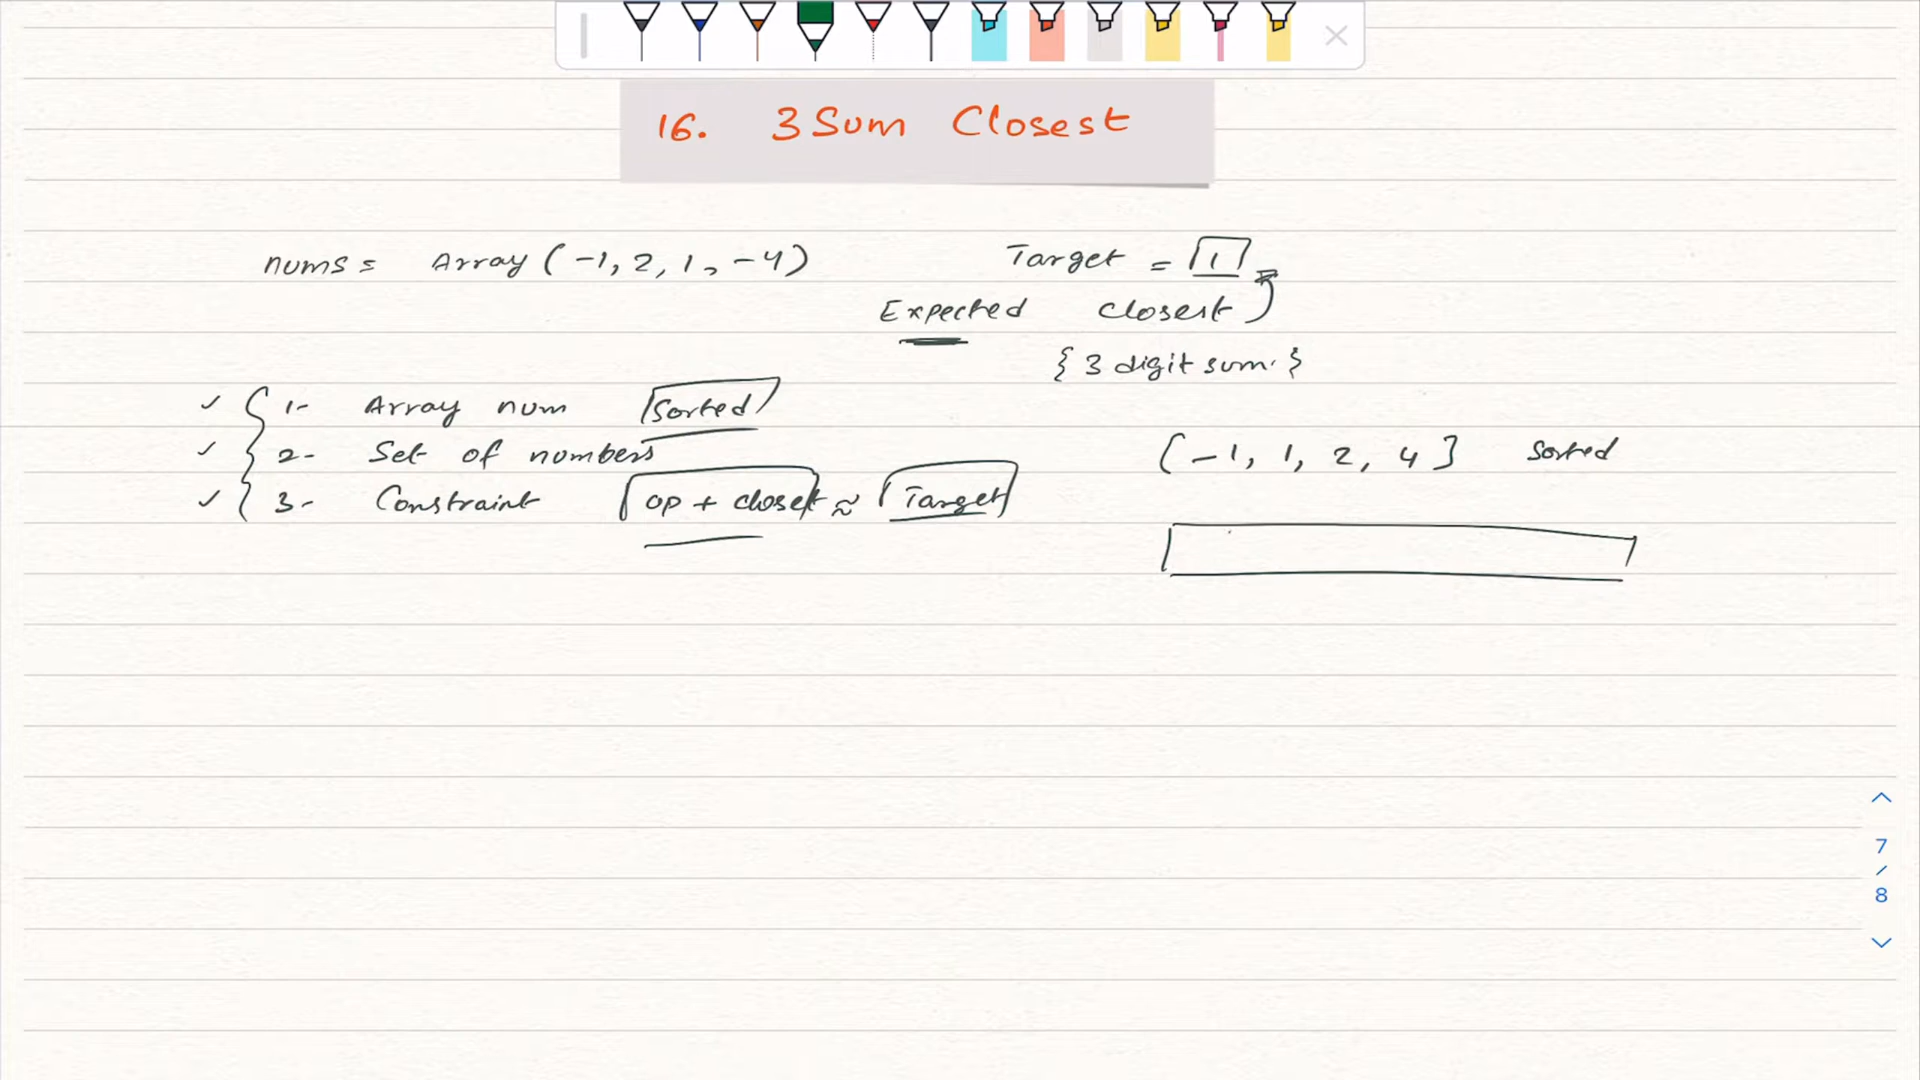 16. 3 Sum Closest
nums = Array (-1, 2, 1, -4)
Target = 1
Expected closest
{ 3 digit sum. }
1- Array num Sorted
2- Set of numbers
3- Constraint op + closet ≈ Target
[-1, 1, 2, 4] Sorted
7
/
8